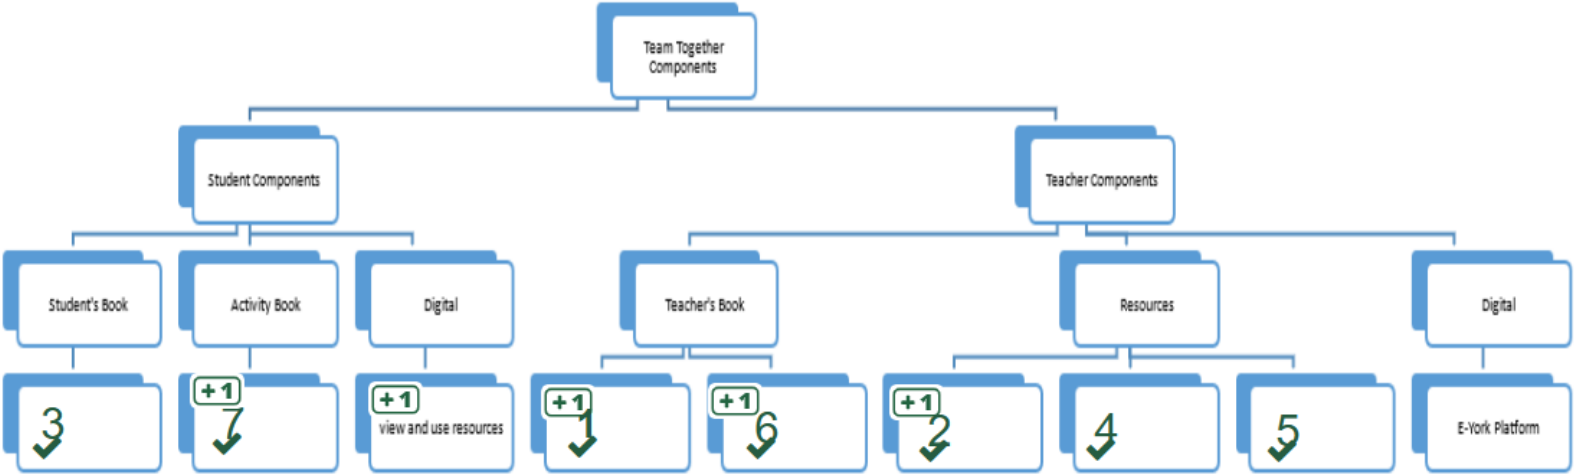 Team Together
Components
Student Components
Teacher Components
Student's Book
Activity Book
Digital
Teacher's Book
Resources
Digital
3
+1
7
+1
view and use resources
+1
1
+1
6
+1
2
4
5
E-York Platform